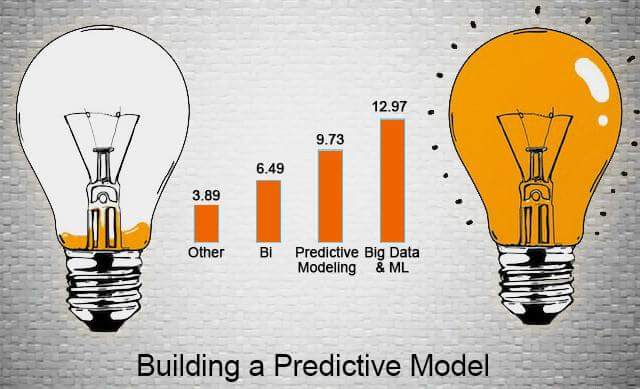 12.97
9.73
6.49
3.89
Other
Bi
Predictive
Modeling
Big Data
& ML
Building a Predictive Model